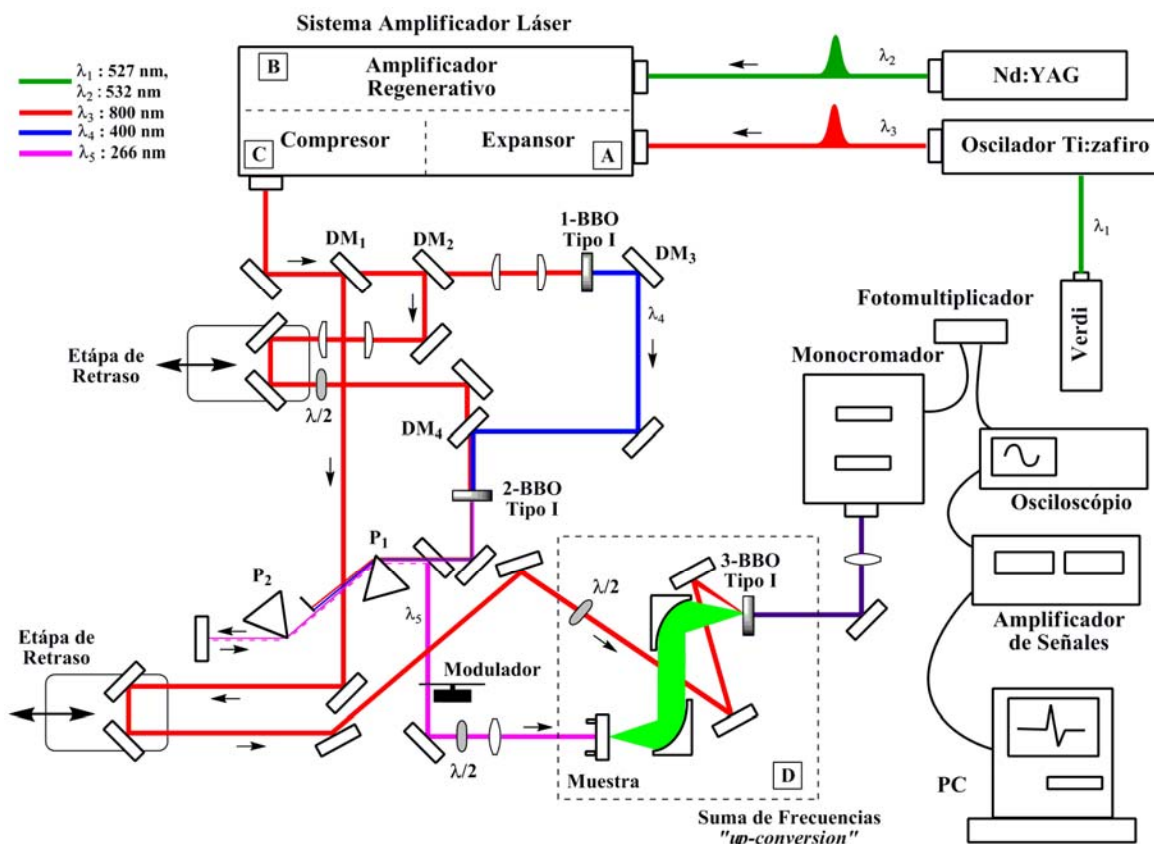 Sistema Amplificador Láser
λ1 : 527 nm,
λ2 : 532 nm
λ3 : 800 nm
λ4 : 400 nm
λ5 : 266 nm
B
Amplificador
Regenerativo
Compresor
Expansor
C
A
λ2
Nd:YAG
λ3
Oscilador Ti:zafiro
λ1
Verdi
DM1
DM2
1-BBO
Tipo I
DM3
λ4
Etápa de
Retraso
λ/2
DM4
2-BBO
Tipo I
Fotomultiplicador
Monocromador
Osciloscópio
Amplificador
de Señales
PC
P1
P2
λ5
Etápa de
Retraso
Modulador
λ/2
λ/2
3-BBO
Tipo I
Muestra
D
Suma de Frecuencias
"up-conversion"